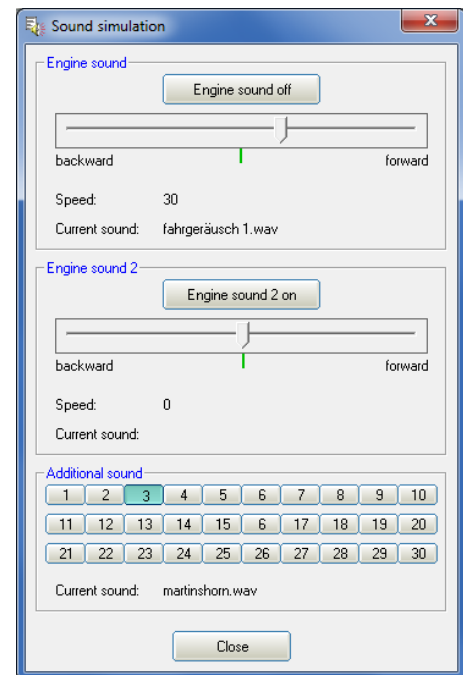 Sound simulation
Engine sound
Engine sound off
backward forward
Speed: 30
Current sound: fahrgeräusch 1.wav
Engine sound 2
Engine sound 2 on
backward forward
Speed: 0
Current sound:
Additional sound
1 2 3 4 5 6 7 8 9 10
11 12 13 14 15 6 17 18 19 20
21 22 23 24 25 26 27 28 29 30
Current sound: martinshorn.wav
Close